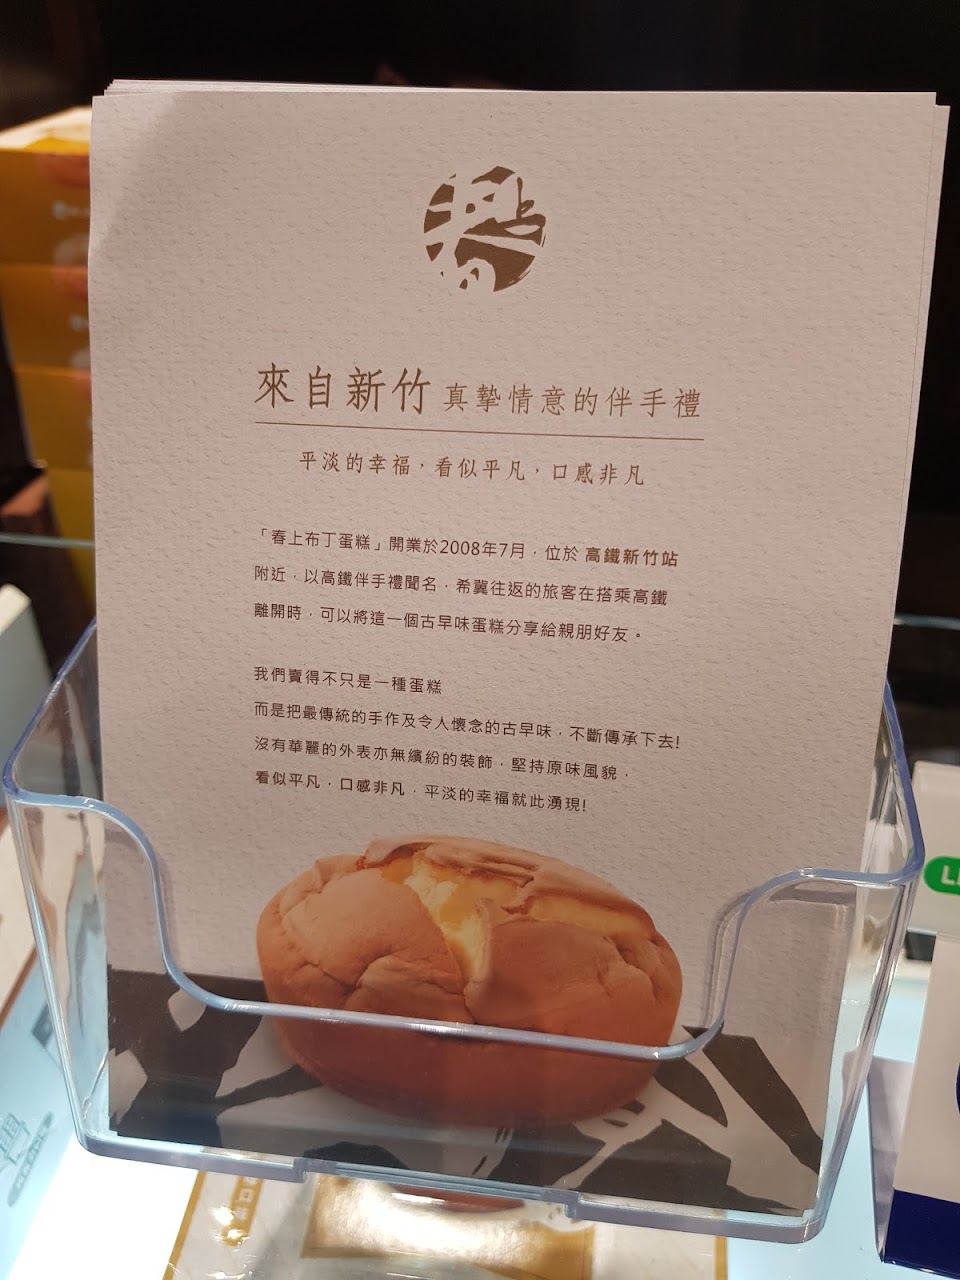 來自新竹 真摯情意的伴手禮
平淡的幸福，看似平凡，口感非凡
「春上布丁蛋糕」開業於2008年7月，位於 高鐵新竹站
附近，以高鐵伴手禮聞名，希冀往返的旅客在搭乘高鐵
離開時，可以將這一個古早味蛋糕分享給親朋好友。
我們賣得不只是一種蛋糕
而是把最傳統的手作及令人懷念的古早味，不斷傳承下去!
沒有華麗的外表亦無繽紛的裝飾，堅持原味風貌，
看似平凡，口感非凡，平淡的幸福就此湧現!